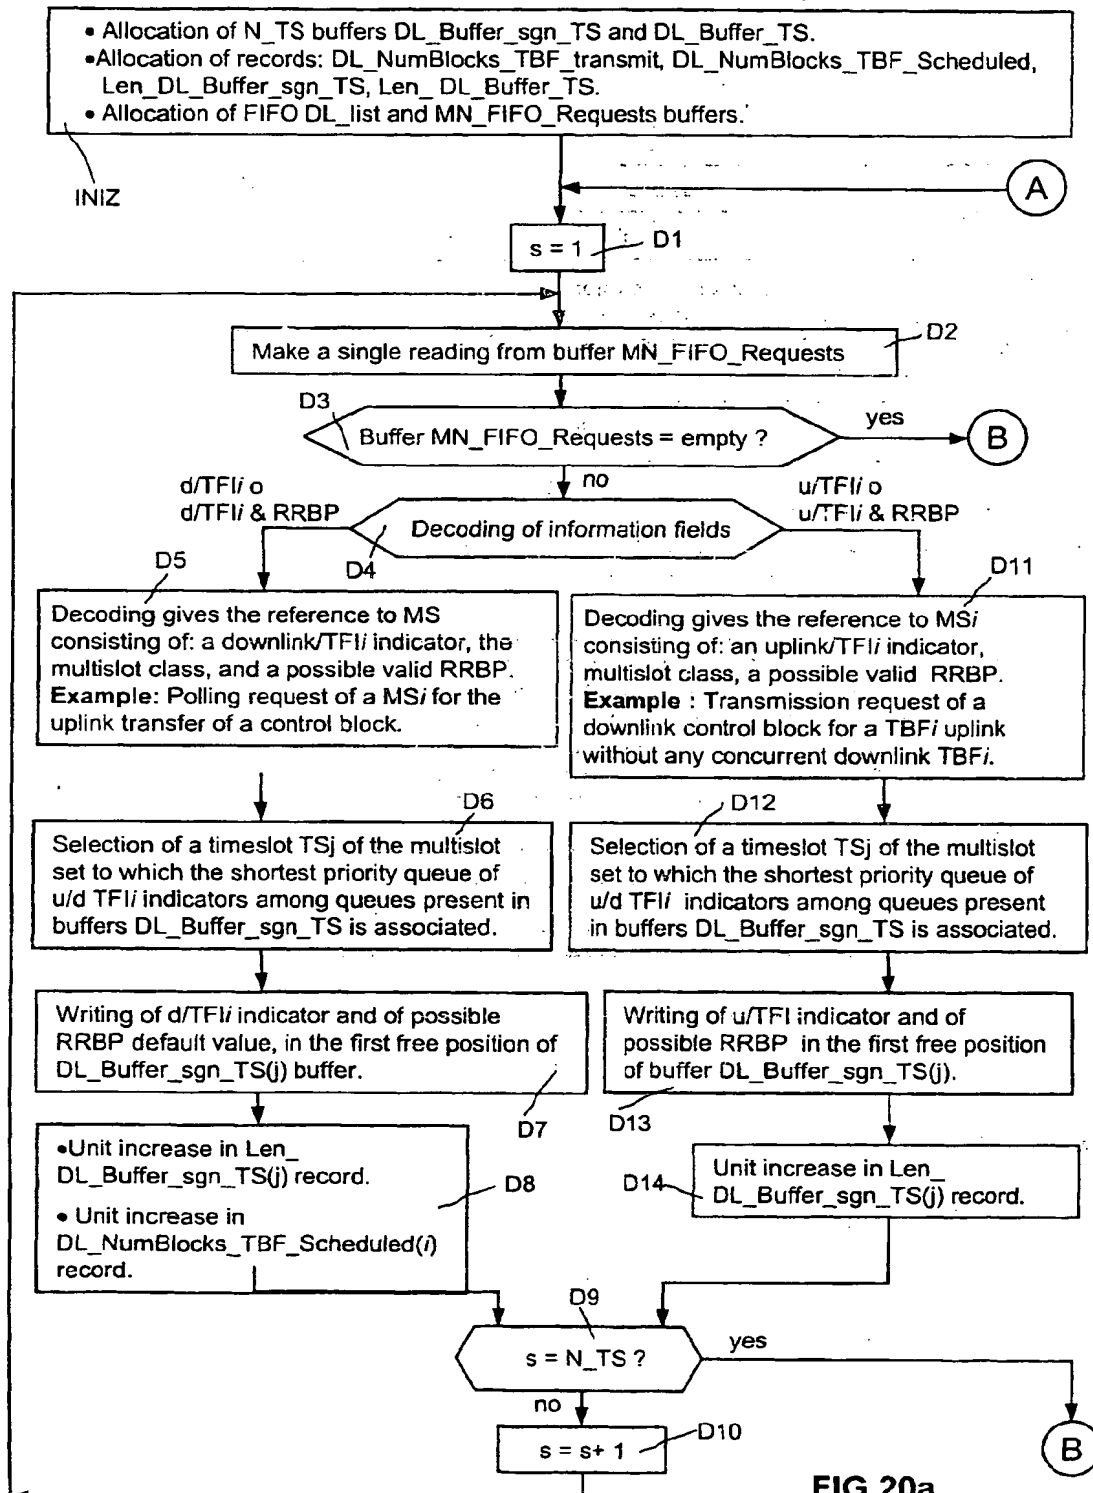 • Allocation of N_TS buffers DL_Buffer_sgn_TS and DL_Buffer_TS.
•Allocation of records: DL_NumBlocks_TBF_transmit, DL_NumBlocks_TBF_Scheduled,
Len_DL_Buffer_sgn_TS, Len_ DL_Buffer_TS.
• Allocation of FIFO DL_list and MN_FIFO_Requests buffers.
INIZ
A
s = 1
D1
D2
Make a single reading from buffer MN_FIFO_Requests
D3
Buffer MN_FIFO_Requests = empty ?
yes
B
no
d/TFIi o
d/TFIi & RRBP
u/TFIi o
u/TFIi & RRBP
Decoding of information fields
D4
D5
Decoding gives the reference to MS
consisting of: a downlink/TFIi indicator, the
multislot class, and a possible valid RRBP.
Example: Polling request of a MSi for the
uplink transfer of a control block.
D11
Decoding gives the reference to MSi
consisting of: an uplink/TFIi indicator,
multislot class, a possible valid RRBP.
Example : Transmission request of a
downlink control block for a TBFi uplink
without any concurrent downlink TBFi.
D6
Selection of a timeslot TSj of the multislot
set to which the shortest priority queue of
u/d TFIi indicators among queues present in
buffers DL_Buffer_sgn_TS is associated.
D12
Selection of a timeslot TSj of the multislot
set to which the shortest priority queue of
u/d TFIi indicators among queues present
in buffers DL_Buffer_sgn_TS is associated.
Writing of d/TFIi indicator and of possible
RRBP default value, in the first free position of
DL_Buffer_sgn_TS(j) buffer.
D7
Writing of u/TFI indicator and of
possible RRBP in the first free position
of buffer DL_Buffer_sgn_TS(j).
D13
•Unit increase in Len_
DL_Buffer_sgn_TS(j) record.
• Unit increase in
DL_NumBlocks_TBF_Scheduled(i)
record.
D8
D14
Unit increase in Len_
DL_Buffer_sgn_TS(j) record.
D9
s = N_TS ?
yes
no
s = s+ 1
D10
B
FIG.20a